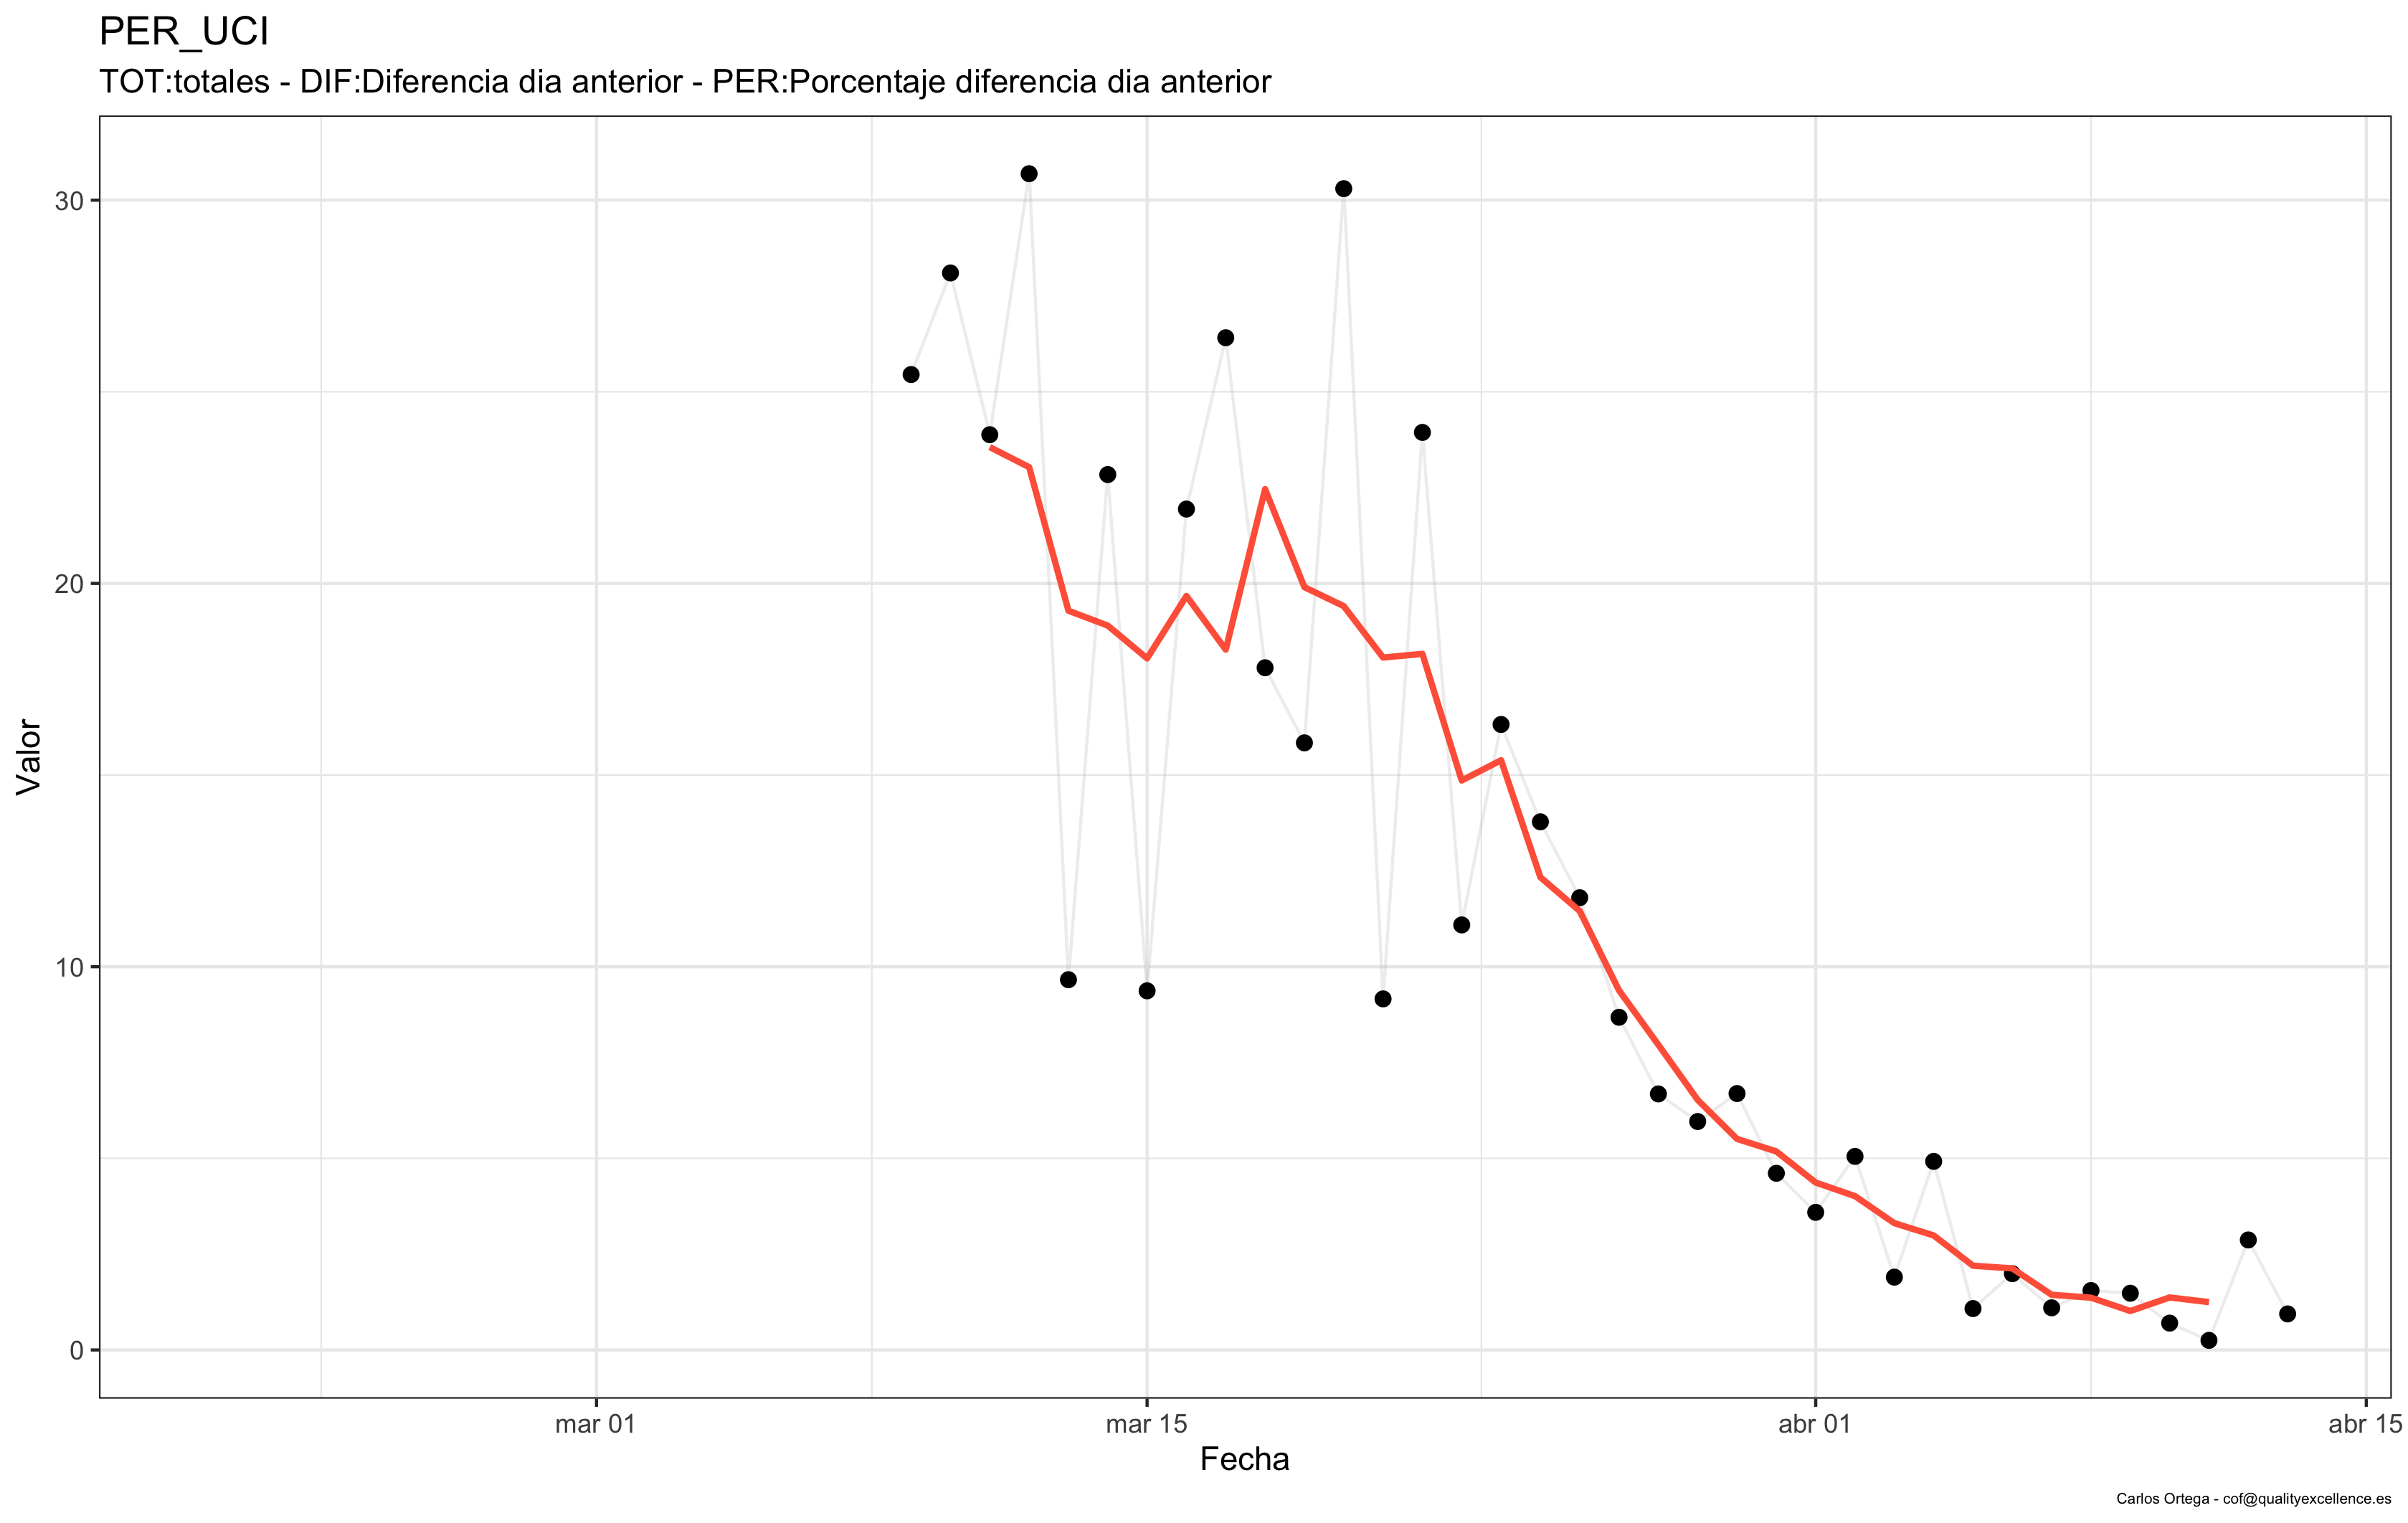 PER_UCI
TOT:totales - DIF:Diferencia dia anterior - PER:Porcentaje diferencia dia anterior
Valor
30
20
10
0
mar 01
mar 15
abr 01
abr 15
Fecha
Carlos Ortega - cof@qualityexcellence.es